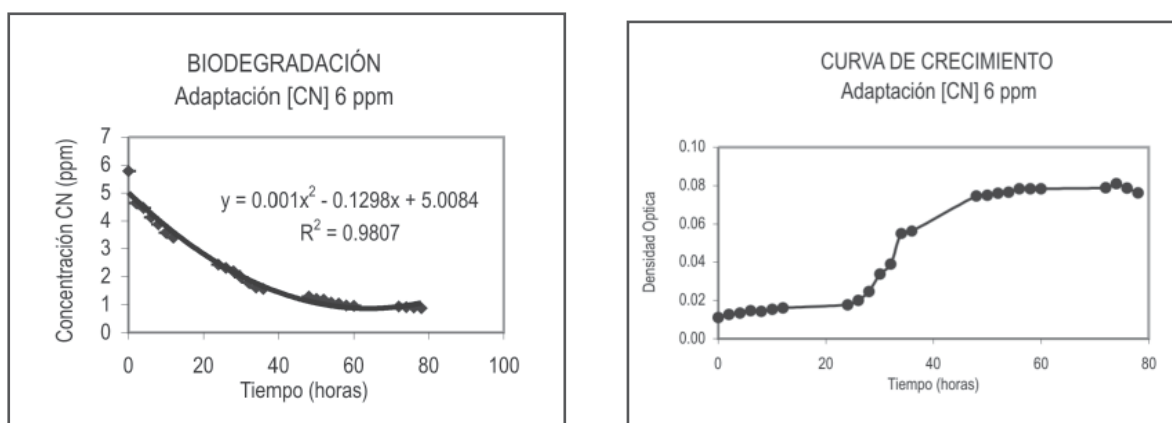 BIODEGRADACIÓN
Adaptación [CN] 6 ppm
Concentración CN (ppm)
7
6
5
4
3
2
1
0
y = 0.001x² - 0.1298x + 5.0084
R² = 0.9807
0 20 40 60 80 100
Tiempo (horas)
CURVA DE CRECIMIENTO
Adaptación [CN] 6 ppm
Densidad Optica
0.10
0.08
0.06
0.04
0.02
0.00
0 20 40 60 80
Tiempo (horas)